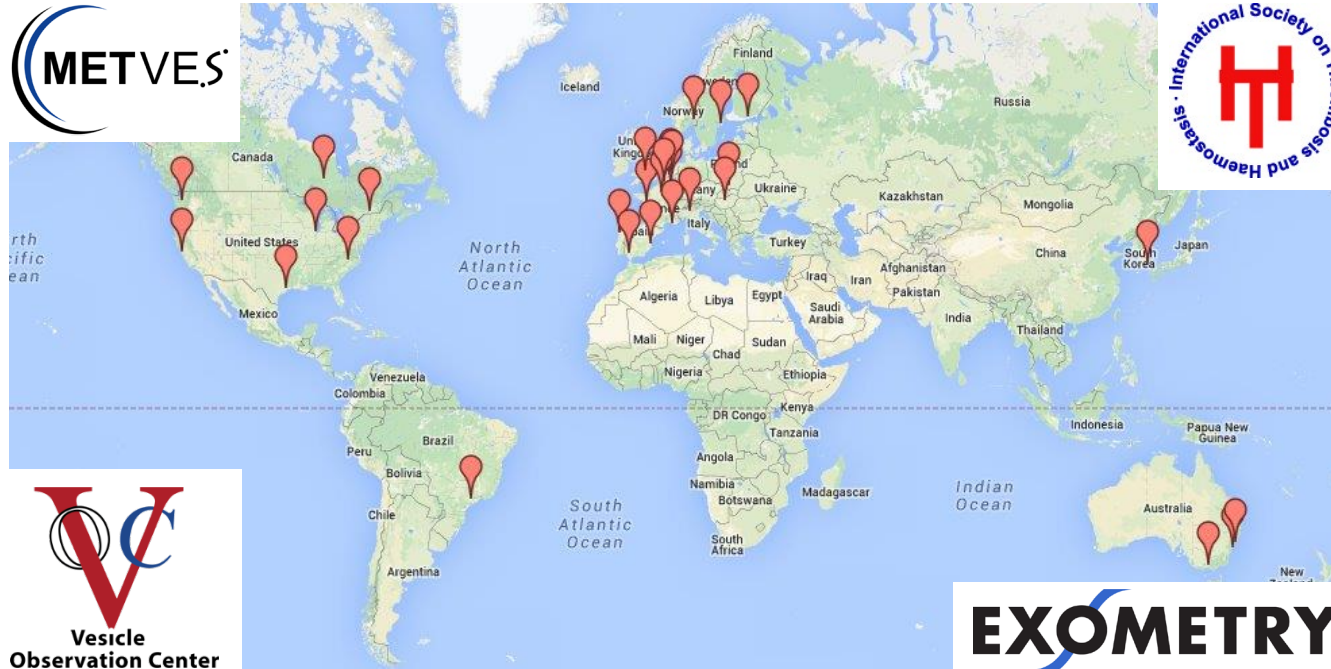 METVES
International Society on Thrombosis and Haemostasis
Finland
Iceland
Russia
Norway
Canada
Ukraine
Kazakhstan
Mongolia
Italy
United States
North
Atlantic
Ocean
Turkey
China
South
Korea
Japan
Iraq
Iran
Afghanistan
Pakistan
Algeria
Libya
Egypt
Saudi
Arabia
Mexico
India
Mali
Niger
Chad
Sudan
Thailand
Nigeria
Ethiopia
Venezuela
Colombia
DR Congo
Kenya
Tanzania
Indonesia
Papua New
Guinea
Brazil
Peru
Bolivia
Angola
Namibia
Botswana
Madagascar
Indian
Ocean
Australia
Chile
South
Atlantic
Ocean
South
Africa
Argentina
New
VOC
Vesicle
Observation Center
EXOMETRY